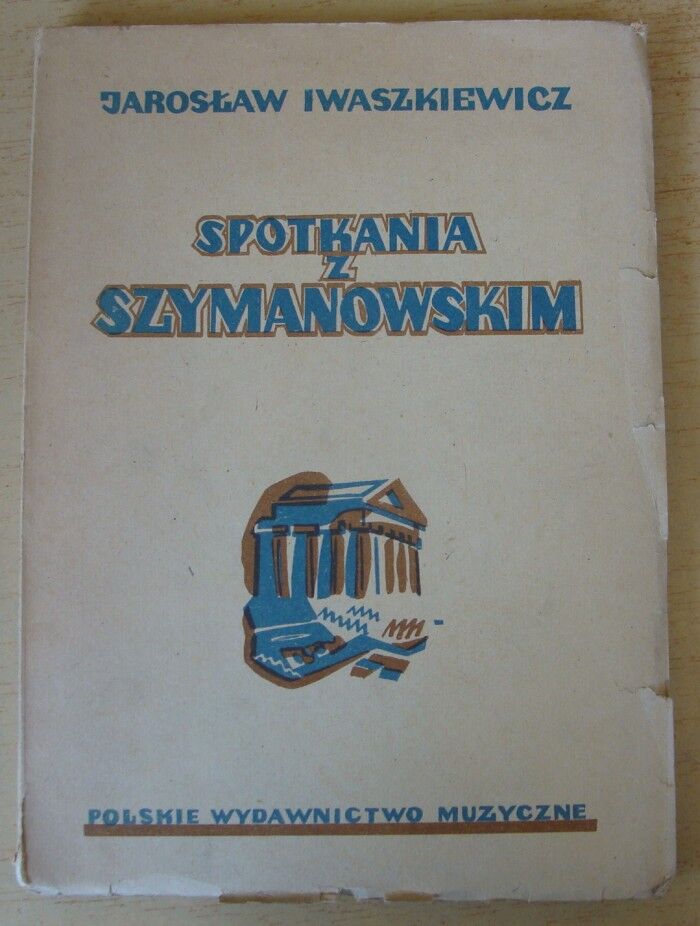 JAROSŁAW IWASZKIEWICZ
SPOTKANIA
Z
SZYMANOWSKIM
POLSKIE WYDAWNICTWO MUZYCZNE